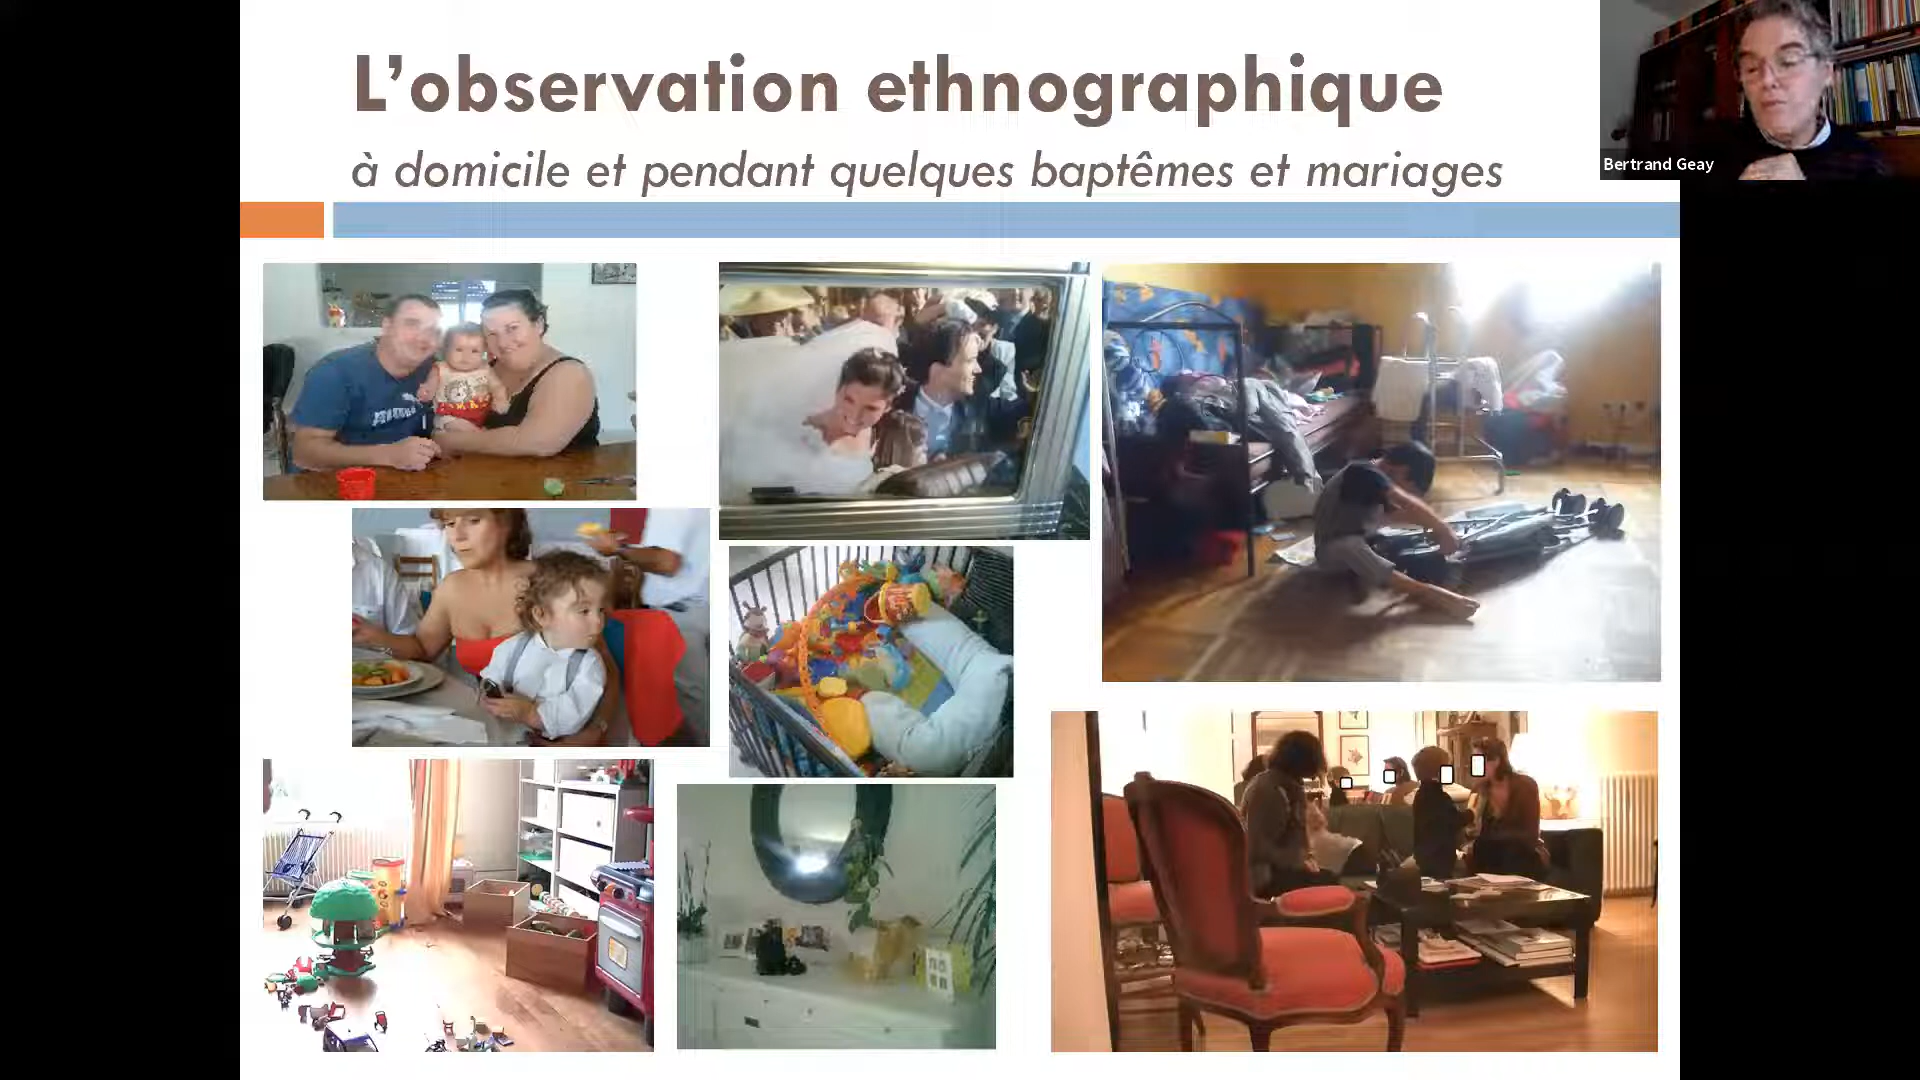 L’observation ethnographique
à domicile et pendant quelques baptêmes et mariages
Bertrand Geay